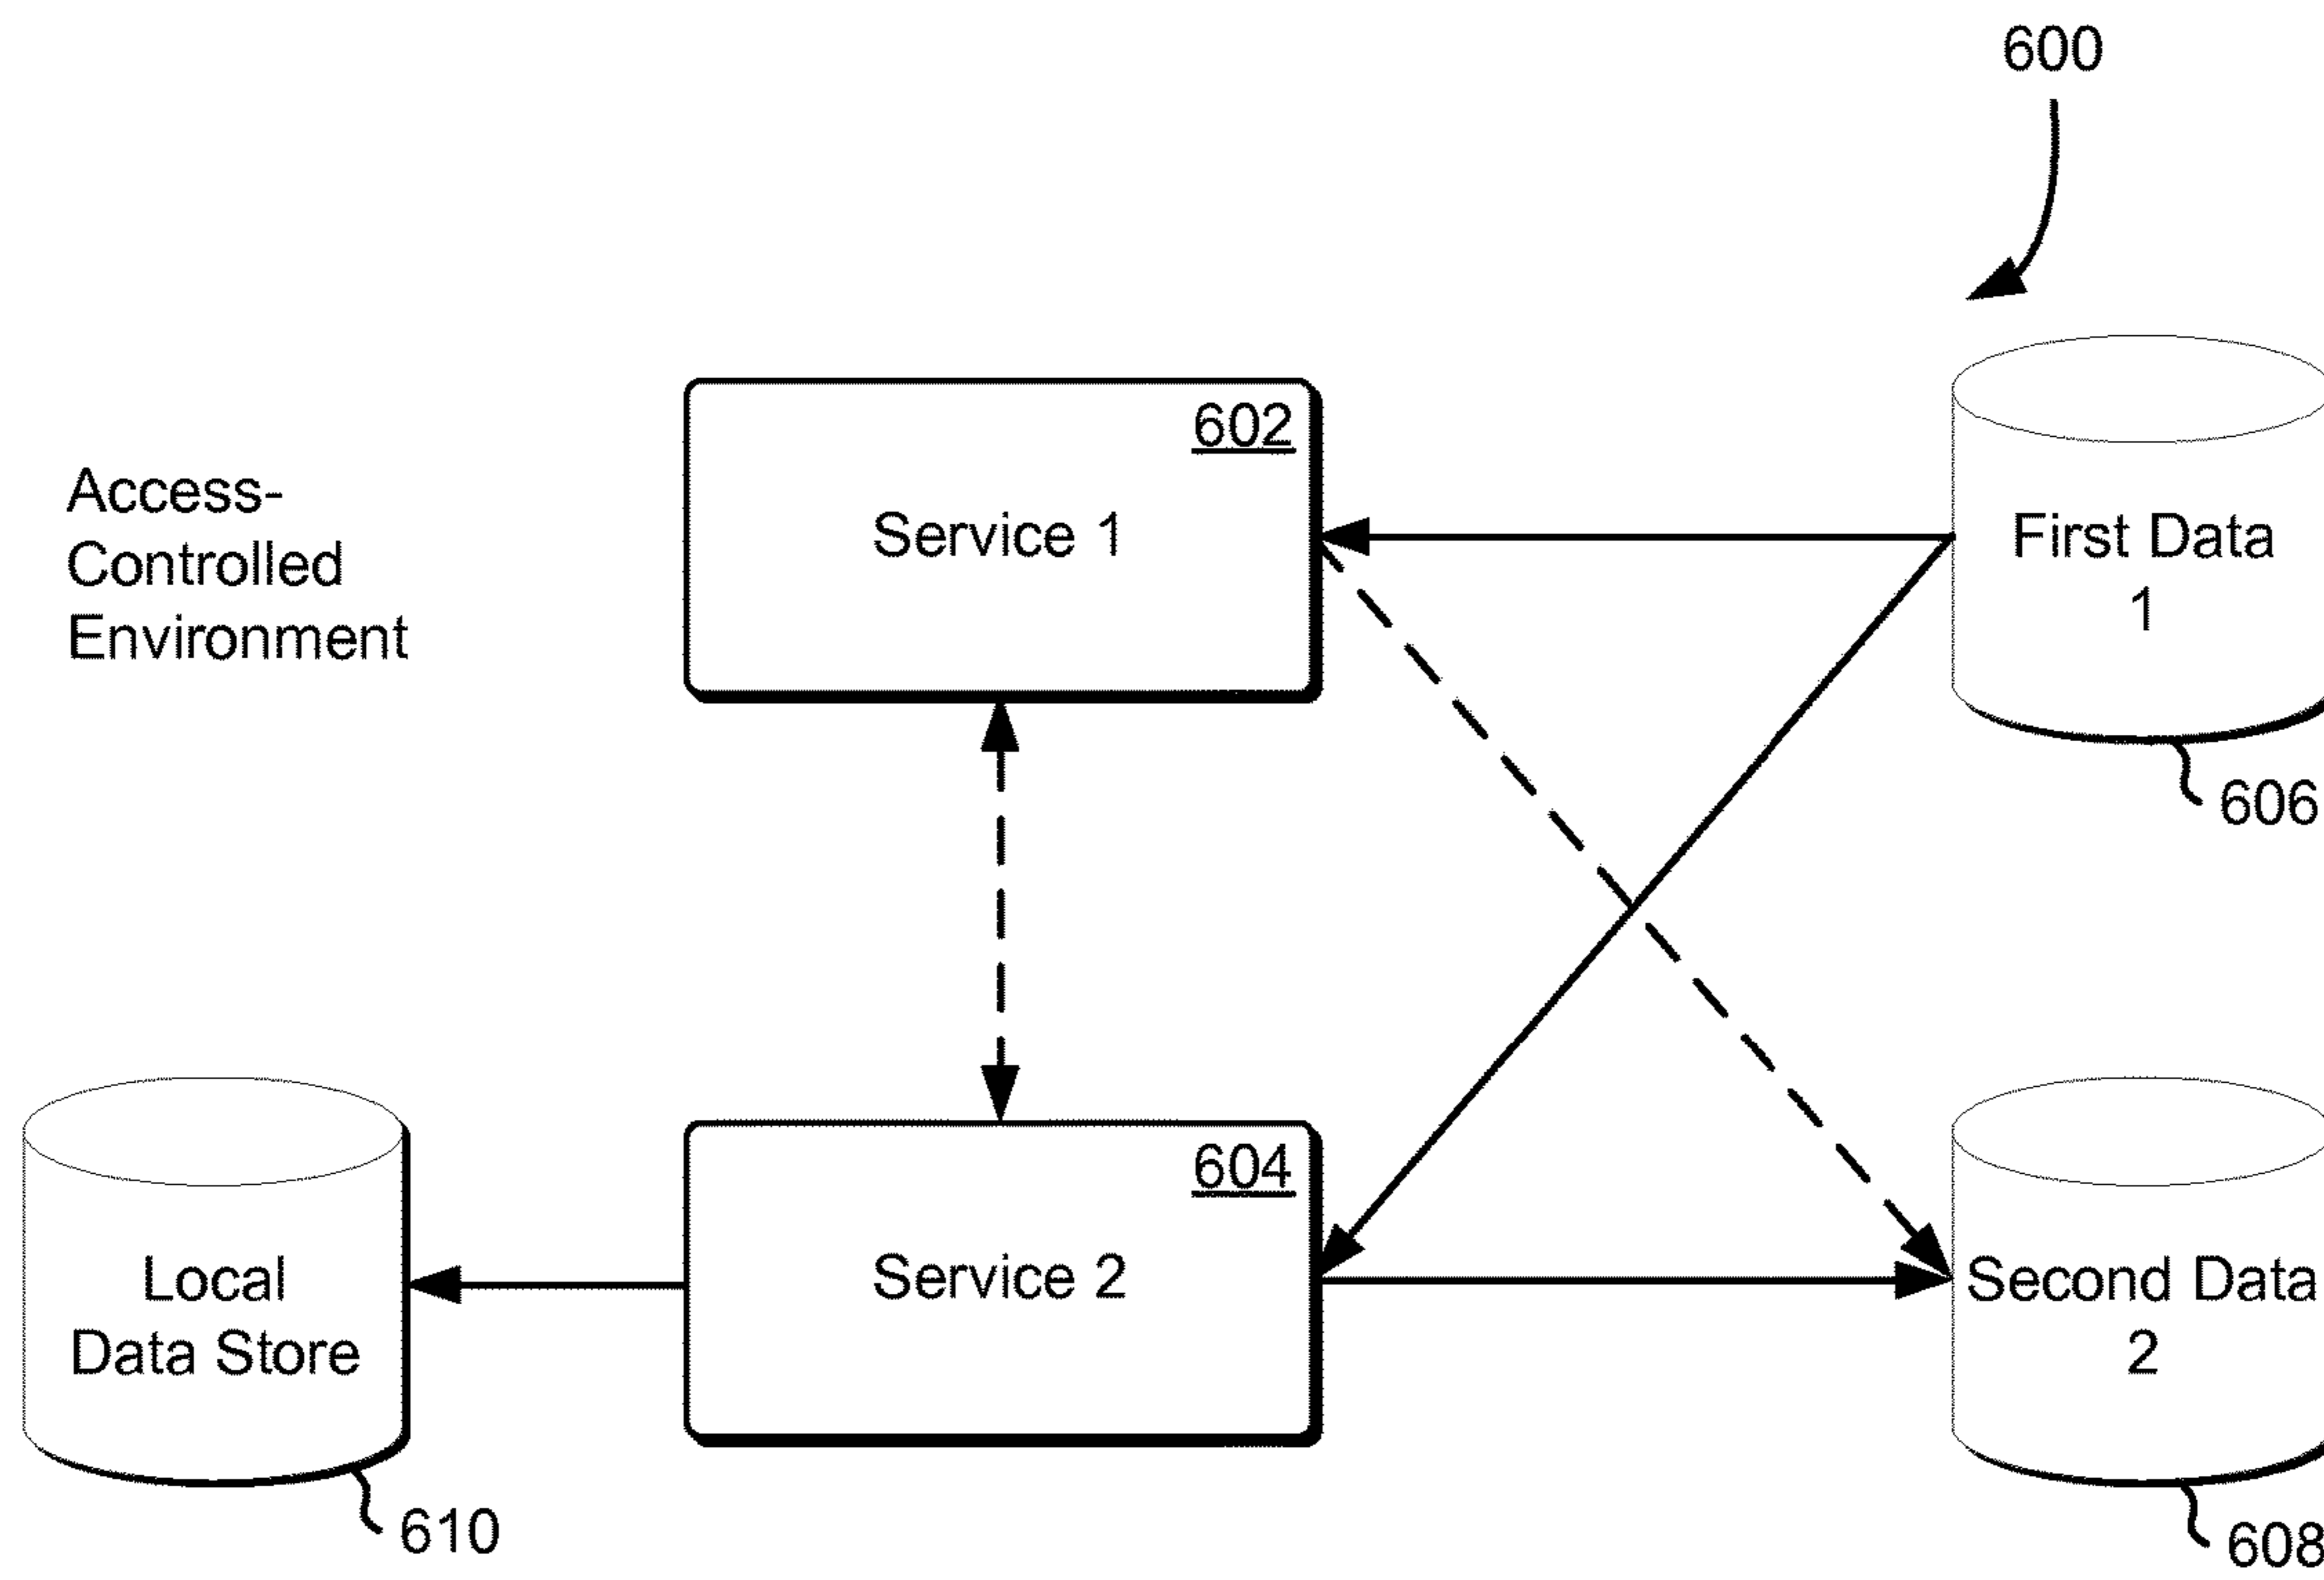 600
602
Service 1
Access-
Controlled
Environment
First Data
1
606
604
Service 2
Local
Data Store
Second Data
2
610
608